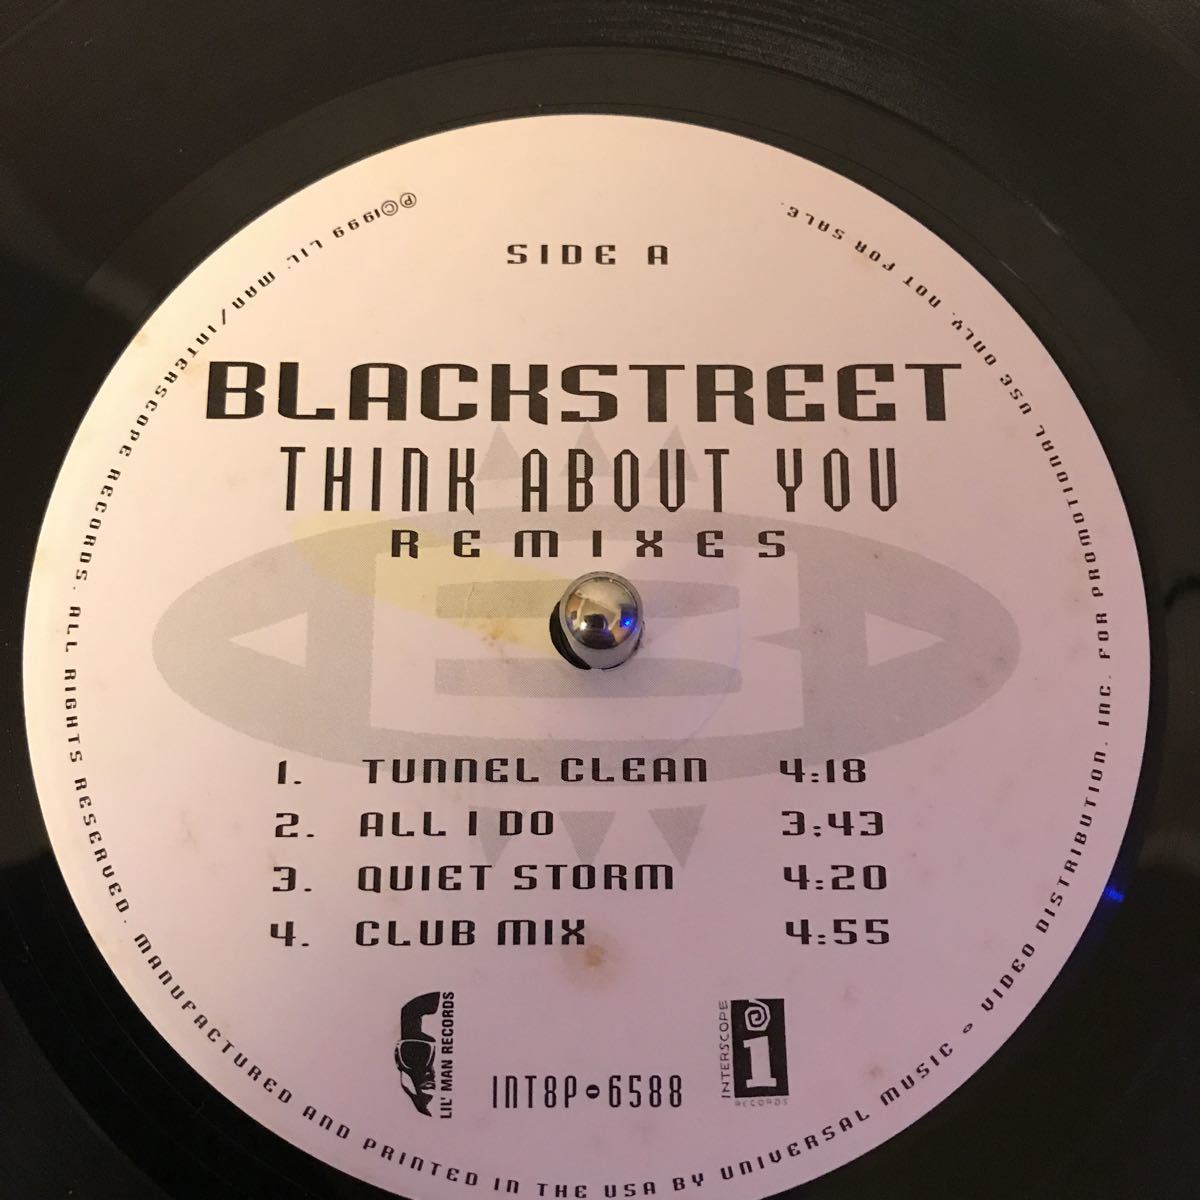 SIDE A
BLACKSTREET
THINK ABOUT YOU
REMIXES
1. TUNNEL CLEAN 4:18
2. ALL I DO 3:43
3. QUIET STORM 4:20
4. CLUB MIX 4:55
LIL' MAN RECORDS
INT8P-6588
INTERSCOPE
RECORDS
℗©1999 LIL' MAN/INTERSCOPE RECORDS. ALL RIGHTS RESERVED. MANUFACTURED AND PRINTED IN THE USA BY UNIVERSAL MUSIC & VIDEO DISTRIBUTION, INC. FOR PROMOTIONAL USE ONLY. NOT FOR SALE.